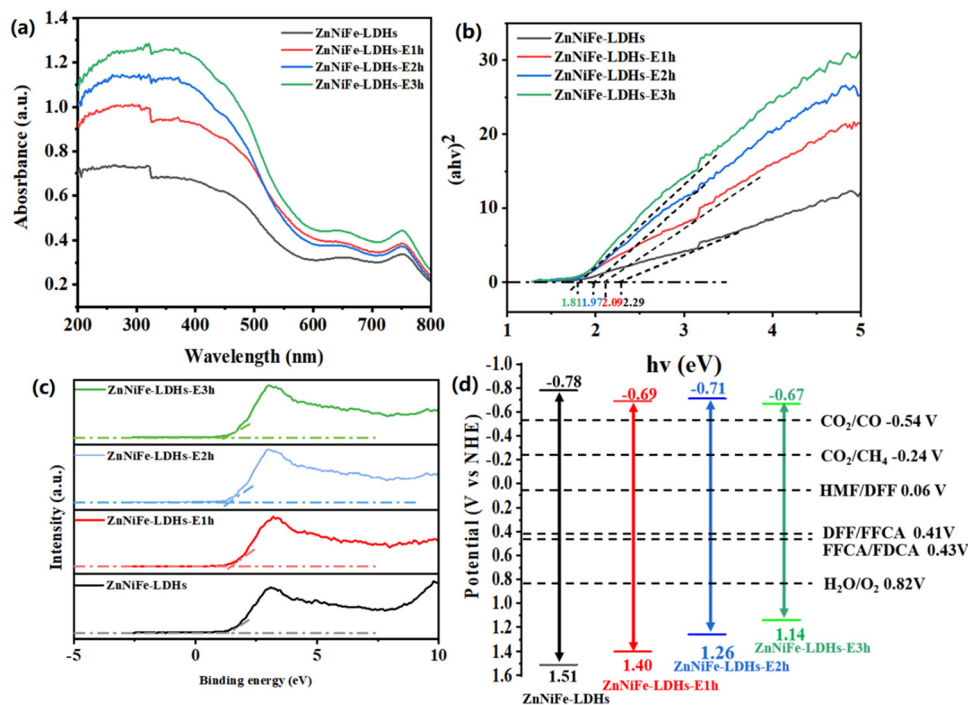 (a)
ZnNiFe-LDHs
ZnNiFe-LDHs-E1h
ZnNiFe-LDHs-E2h
ZnNiFe-LDHs-E3h
Absorbance (a.u.)
1.4
1.2
1.0
0.8
0.6
0.4
0.2
200 300 400 500 600 700 800
Wavelength (nm)
(b)
ZnNiFe-LDHs
ZnNiFe-LDHs-E1h
ZnNiFe-LDHs-E2h
ZnNiFe-LDHs-E3h
(ahv)²
30
20
10
0
1.81 1.97 2.09 2.29
1 2 3 4 5
hv (eV)
(c)
ZnNiFe-LDHs-E3h
ZnNiFe-LDHs-E2h
ZnNiFe-LDHs-E1h
ZnNiFe-LDHs
Intensity (a.u.)
-5 0 5 10
Binding energy (eV)
(d)
Potential (V vs NHE)
-1.0
-0.8
-0.6
-0.4
-0.2
0.0
0.4
0.6
0.8
1.0
1.2
1.4
1.6
-0.78
-0.69
-0.71
-0.67
CO₂/CO -0.54 V
CO₂/CH₄ -0.24 V
HMF/DFF 0.06 V
DFF/FFCA 0.41V
FFCA/FDCA 0.43V
H₂O/O₂ 0.82V
1.51
ZnNiFe-LDHs
1.40
ZnNiFe-LDHs-E1h
1.26
ZnNiFe-LDHs-E2h
1.14
ZnNiFe-LDHs-E3h